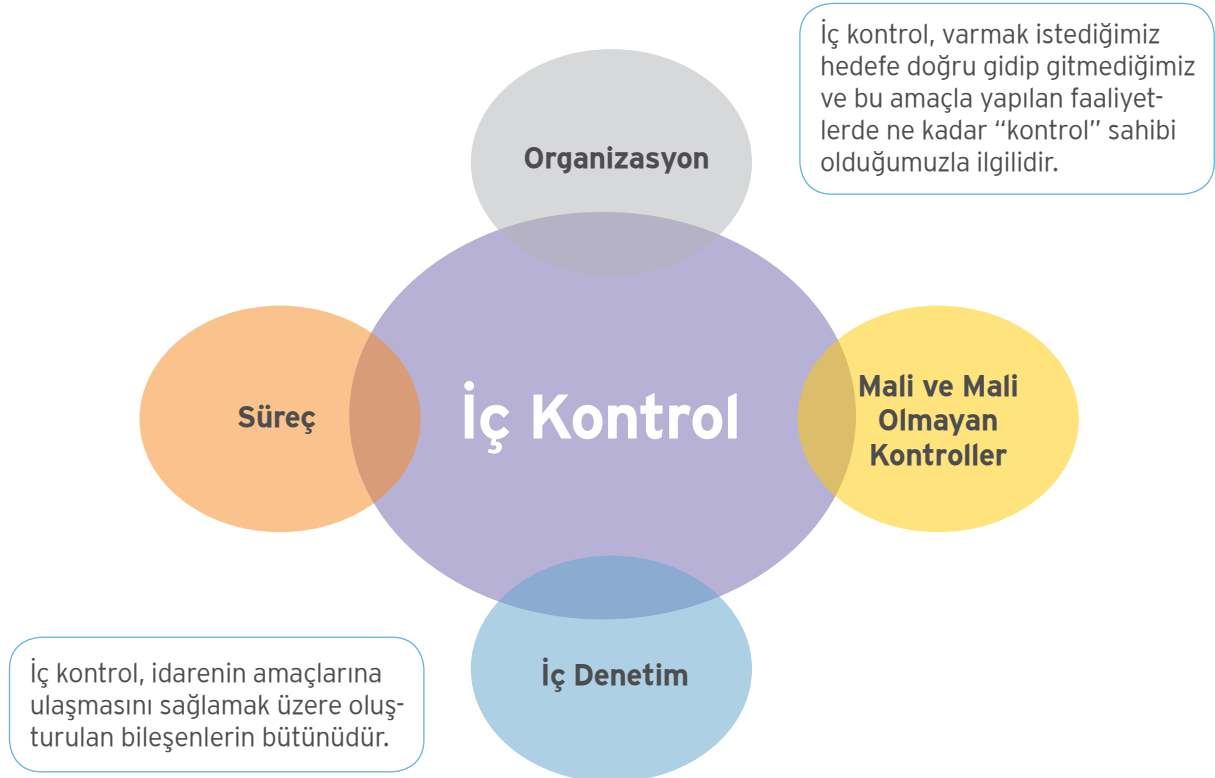 İç kontrol, varmak istediğimiz
hedefe doğru gidip gitmediğimiz
ve bu amaçla yapılan faaliyet-
lerde ne kadar “kontrol” sahibi
olduğumuzla ilgilidir.
Organizasyon
Süreç
İç Kontrol
Mali ve Mali
Olmayan
Kontroller
İç Denetim
İç kontrol, idarenin amaçlarına
ulaşmasını sağlamak üzere oluş-
turulan bileşenlerin bütünüdür.